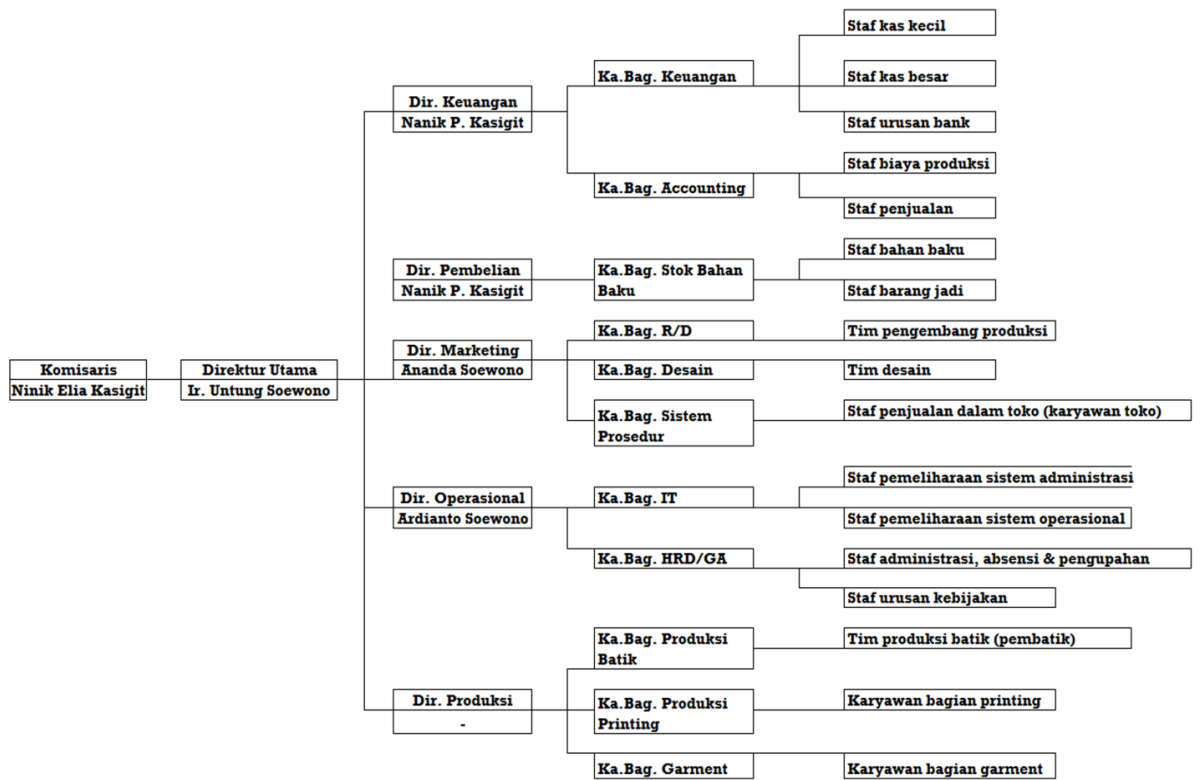 Komisaris
Ninik Elia Kasigit
Direktur Utama
Ir. Untung Soewono
Dir. Keuangan
Nanik P. Kasigit
Ka.Bag. Keuangan
Staf kas kecil
Staf kas besar
Staf urusan bank
Ka.Bag. Accounting
Staf biaya produksi
Staf penjualan
Dir. Pembelian
Nanik P. Kasigit
Ka.Bag. Stok Bahan
Baku
Staf bahan baku
Staf barang jadi
Dir. Marketing
Ananda Soewono
Ka.Bag. R/D
Tim pengembang produksi
Ka.Bag. Desain
Tim desain
Ka.Bag. Sistem
Prosedur
Staf penjualan dalam toko (karyawan toko)
Dir. Operasional
Ardianto Soewono
Ka.Bag. IT
Staf pemeliharaan sistem administrasi
Staf pemeliharaan sistem operasional
Ka.Bag. HRD/GA
Staf administrasi, absensi & pengupahan
Staf urusan kebijakan
Dir. Produksi
-
Ka.Bag. Produksi
Batik
Tim produksi batik (pembatik)
Ka.Bag. Produksi
Printing
Karyawan bagian printing
Ka.Bag. Garment
Karyawan bagian garment